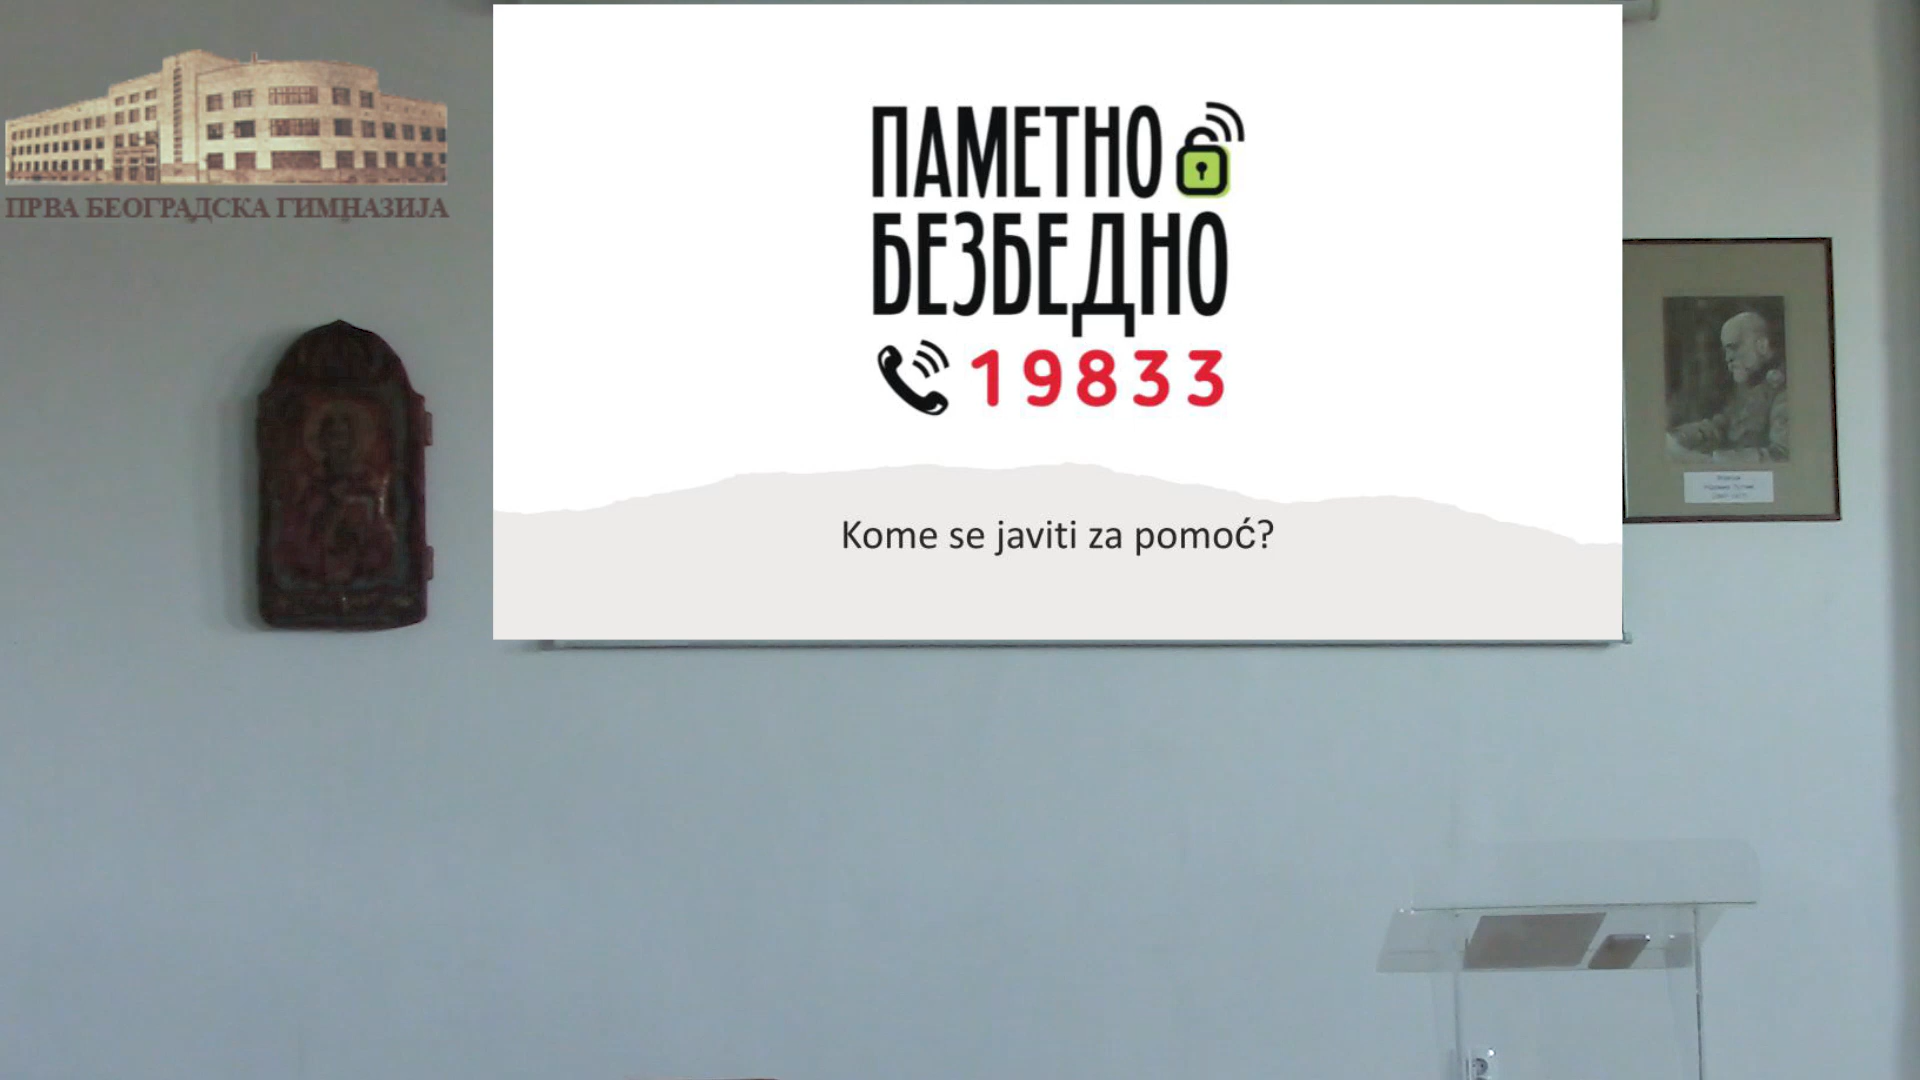 ПРВА БЕОГРАДСКА ГИМНАЗИЈА
ПАМЕТНО
БЕЗБЕДНО
19833
Kome se javiti za pomoć?